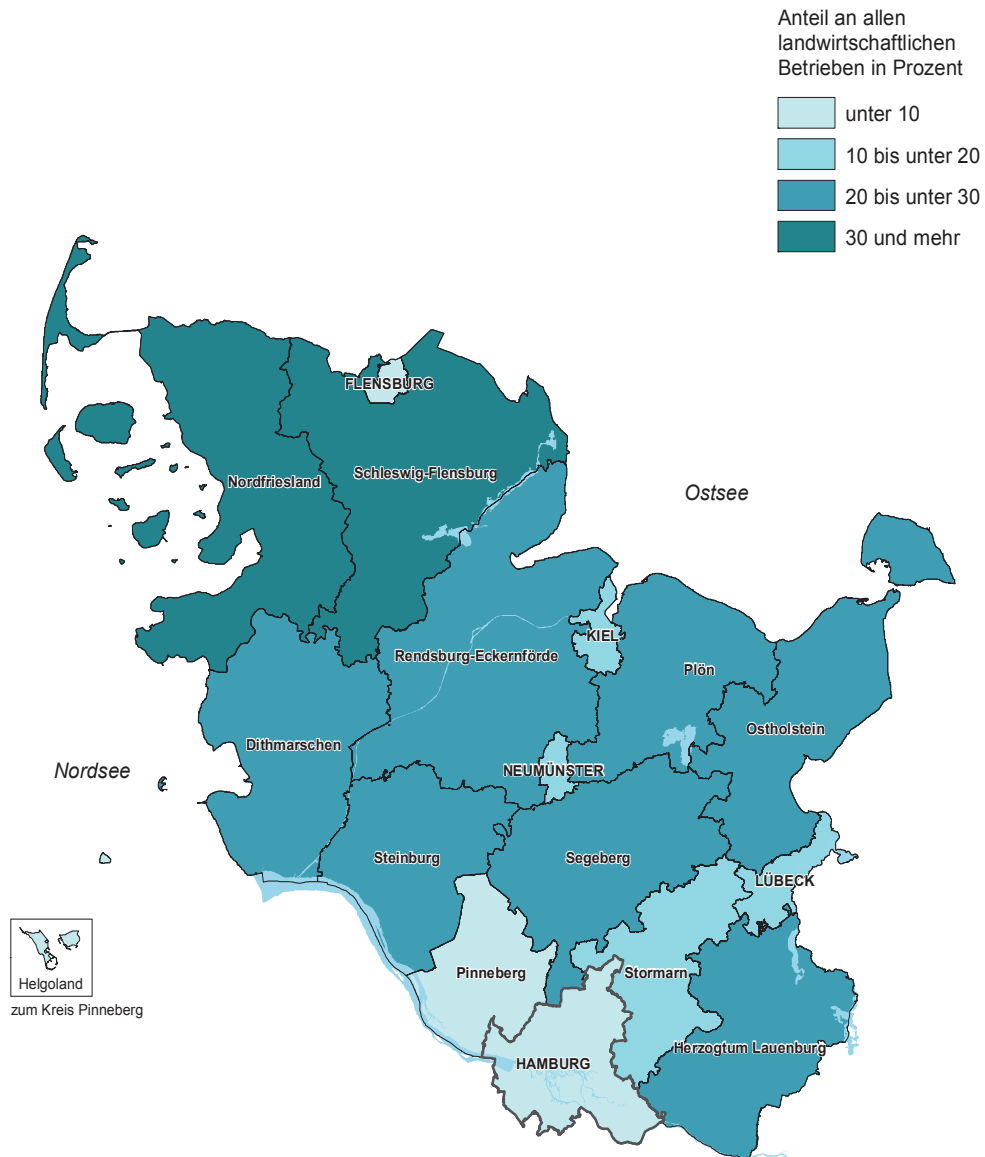 Anteil an allen
landwirtschaftlichen
Betrieben in Prozent
unter 10
10 bis unter 20
20 bis unter 30
30 und mehr
FLENSBURG
Nordfriesland
Schleswig-Flensburg
Ostsee
KIEL
Rendsburg-Eckernförde
Plön
Ostholstein
Dithmarschen
Nordsee
NEUMÜNSTER
Steinburg
Segeberg
LÜBECK
Pinneberg
Stormarn
Helgoland
zum Kreis Pinneberg
Herzogtum Lauenburg
HAMBURG